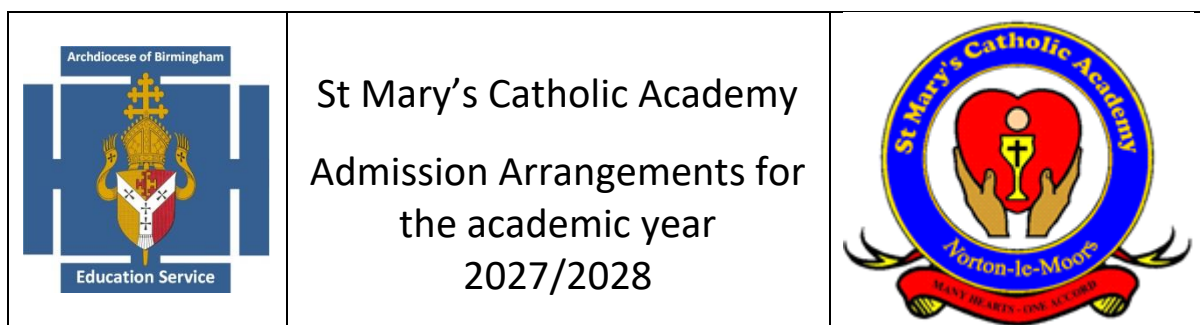 Archdiocese of Birmingham
Education Service
St Mary’s Catholic Academy
Admission Arrangements for
the academic year
2027/2028
St Mary's Catholic Academy
Norton-le-Moors
MANY HEARTS - ONE ACCORD